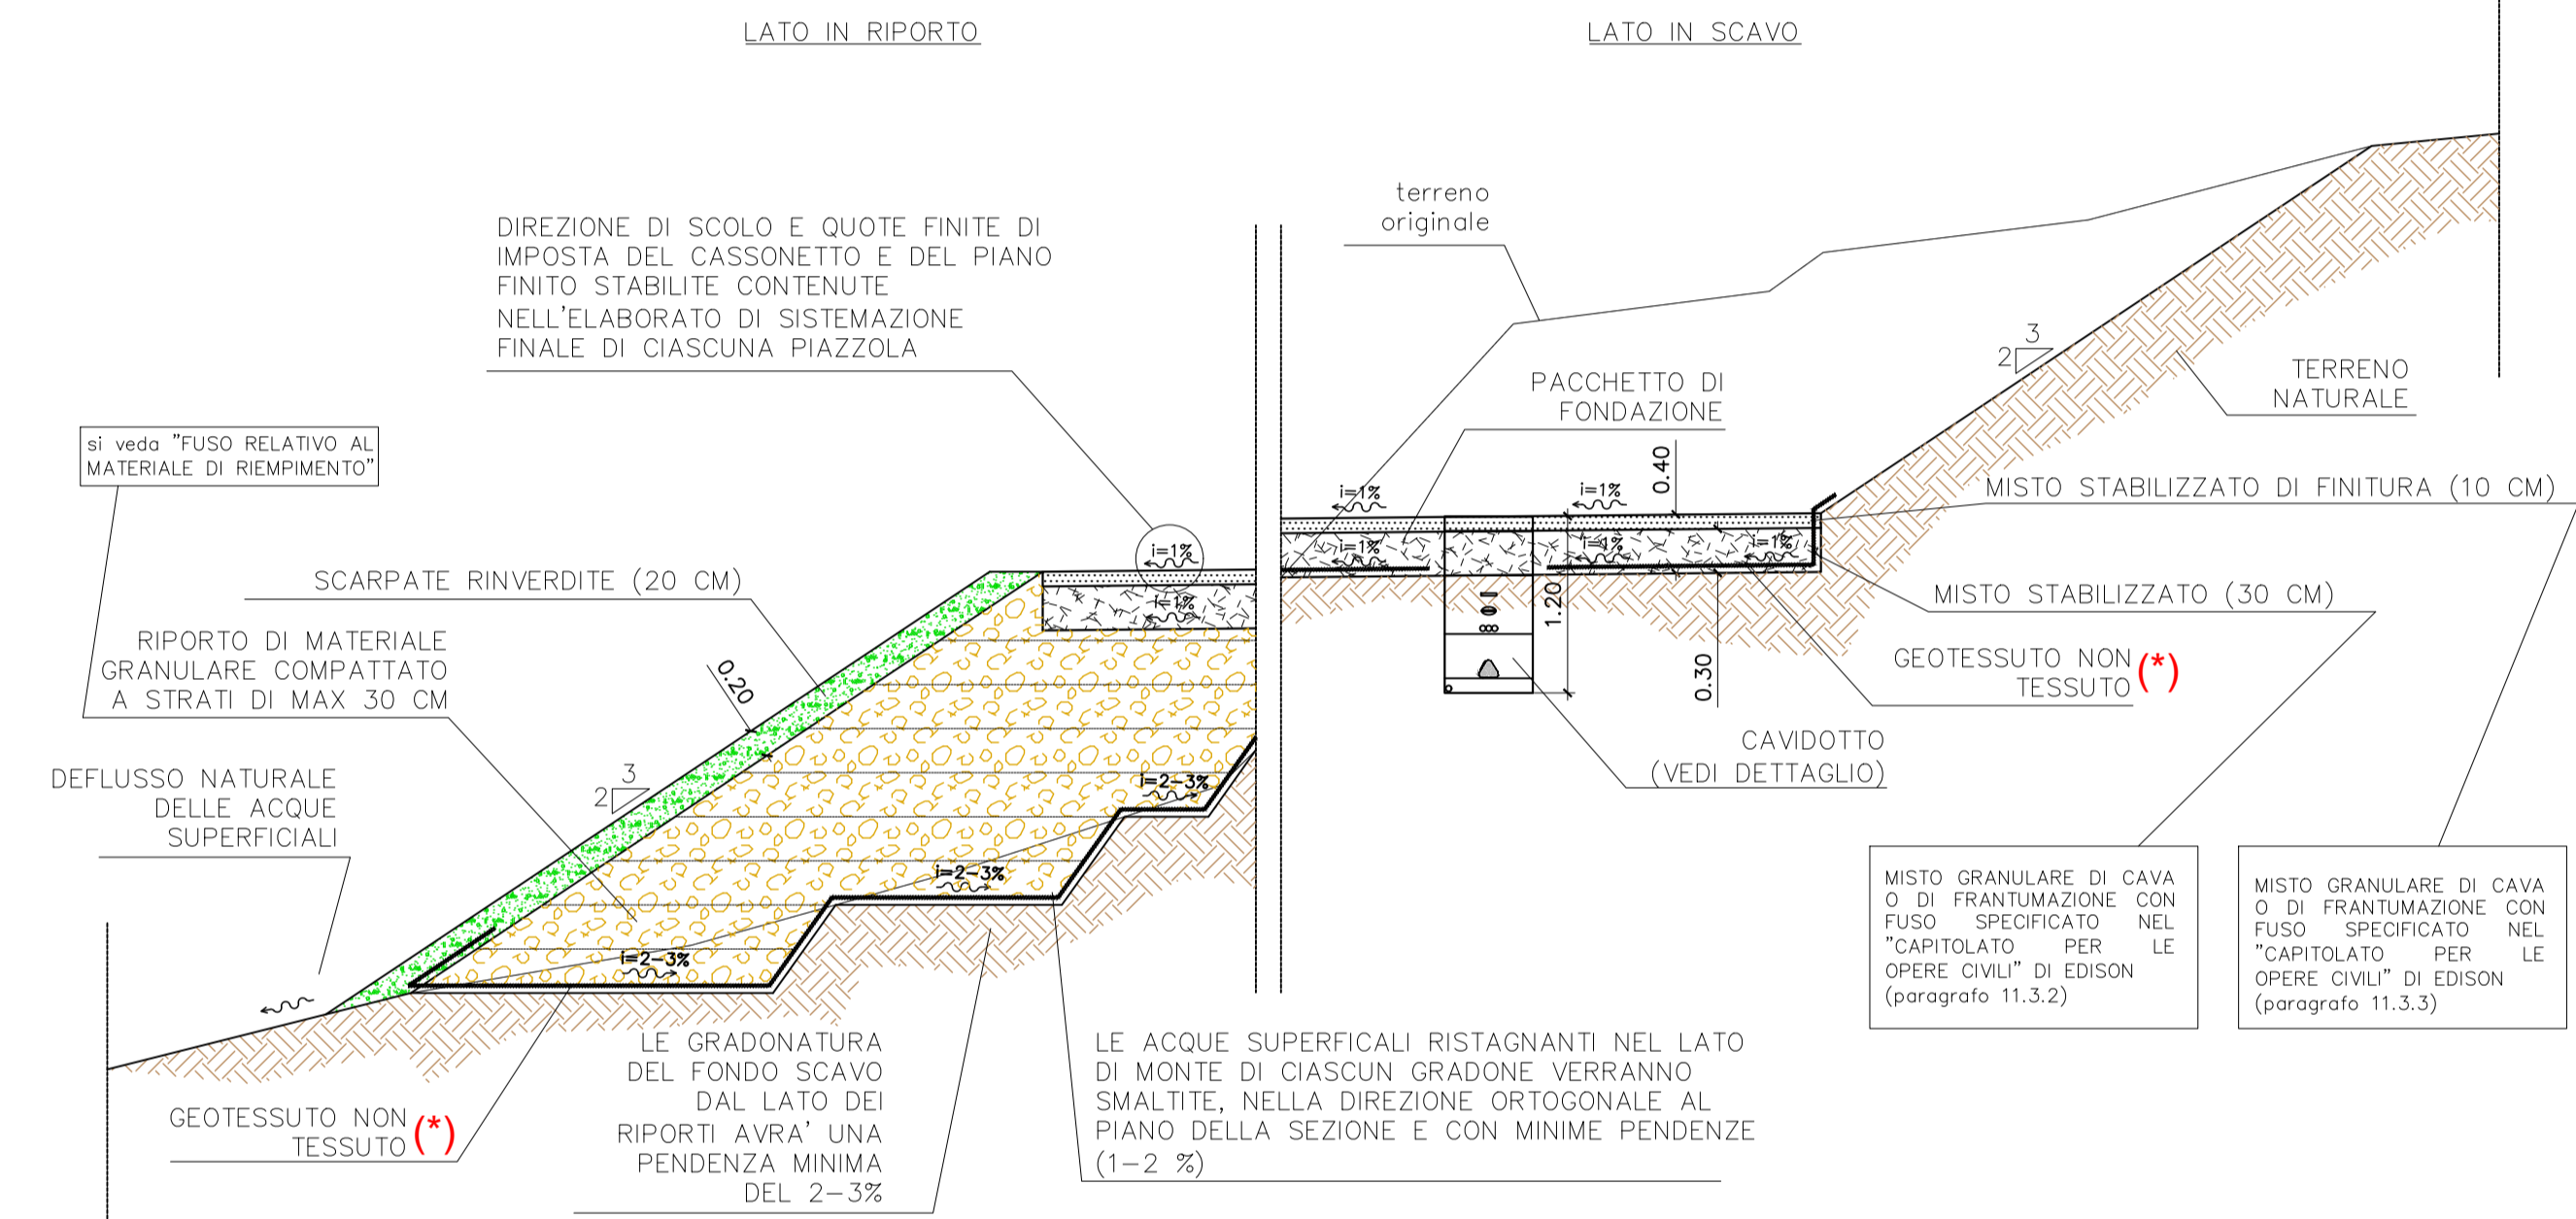 LATO IN RIPORTO
LATO IN SCAVO
DIREZIONE DI SCOLO E QUOTE FINITE DI
IMPOSTA DEL CASSONETTO E DEL PIANO
FINITO STABILITE CONTENUTE
NELL'ELABORATO DI SISTEMAZIONE
FINALE DI CIASCUNA PIAZZOLA
terreno
originale
3
2
TERRENO
NATURALE
PACCHETTO DI
FONDAZIONE
si veda "FUSO RELATIVO AL
MATERIALE DI RIEMPIMENTO"
0.40
i=1%
i=1%
MISTO STABILIZZATO DI FINITURA (10 CM)
i=1%
i=1%
i=1%
i=1%
i=1%
SCARPATE RINVERDITE (20 CM)
MISTO STABILIZZATO (30 CM)
1.20
0.30
RIPORTO DI MATERIALE
GRANULARE COMPATTATO
A STRATI DI MAX 30 CM
0.20
GEOTESSUTO NON
TESSUTO (*)
CAVIDOTTO
(VEDI DETTAGLIO)
DEFLUSSO NATURALE
DELLE ACQUE
SUPERFICIALI
3
2
i=2-3%
i=2-3%
i=2-3%
MISTO GRANULARE DI CAVA
O DI FRANTUMAZIONE CON
FUSO SPECIFICATO NEL
"CAPITOLATO PER LE
OPERE CIVILI" DI EDISON
(paragrafo 11.3.2)
MISTO GRANULARE DI CAVA
O DI FRANTUMAZIONE CON
FUSO SPECIFICATO NEL
"CAPITOLATO PER LE
OPERE CIVILI" DI EDISON
(paragrafo 11.3.3)
GEOTESSUTO NON
TESSUTO (*)
LE GRADONATURA
DEL FONDO SCAVO
DAL LATO DEI
RIPORTI AVRA' UNA
PENDENZA MINIMA
DEL 2-3%
LE ACQUE SUPERFICALI RISTAGNANTI NEL LATO
DI MONTE DI CIASCUN GRADONE VERRANNO
SMALTITE, NELLA DIREZIONE ORTOGONALE AL
PIANO DELLA SEZIONE E CON MINIME PENDENZE
(1-2 %)